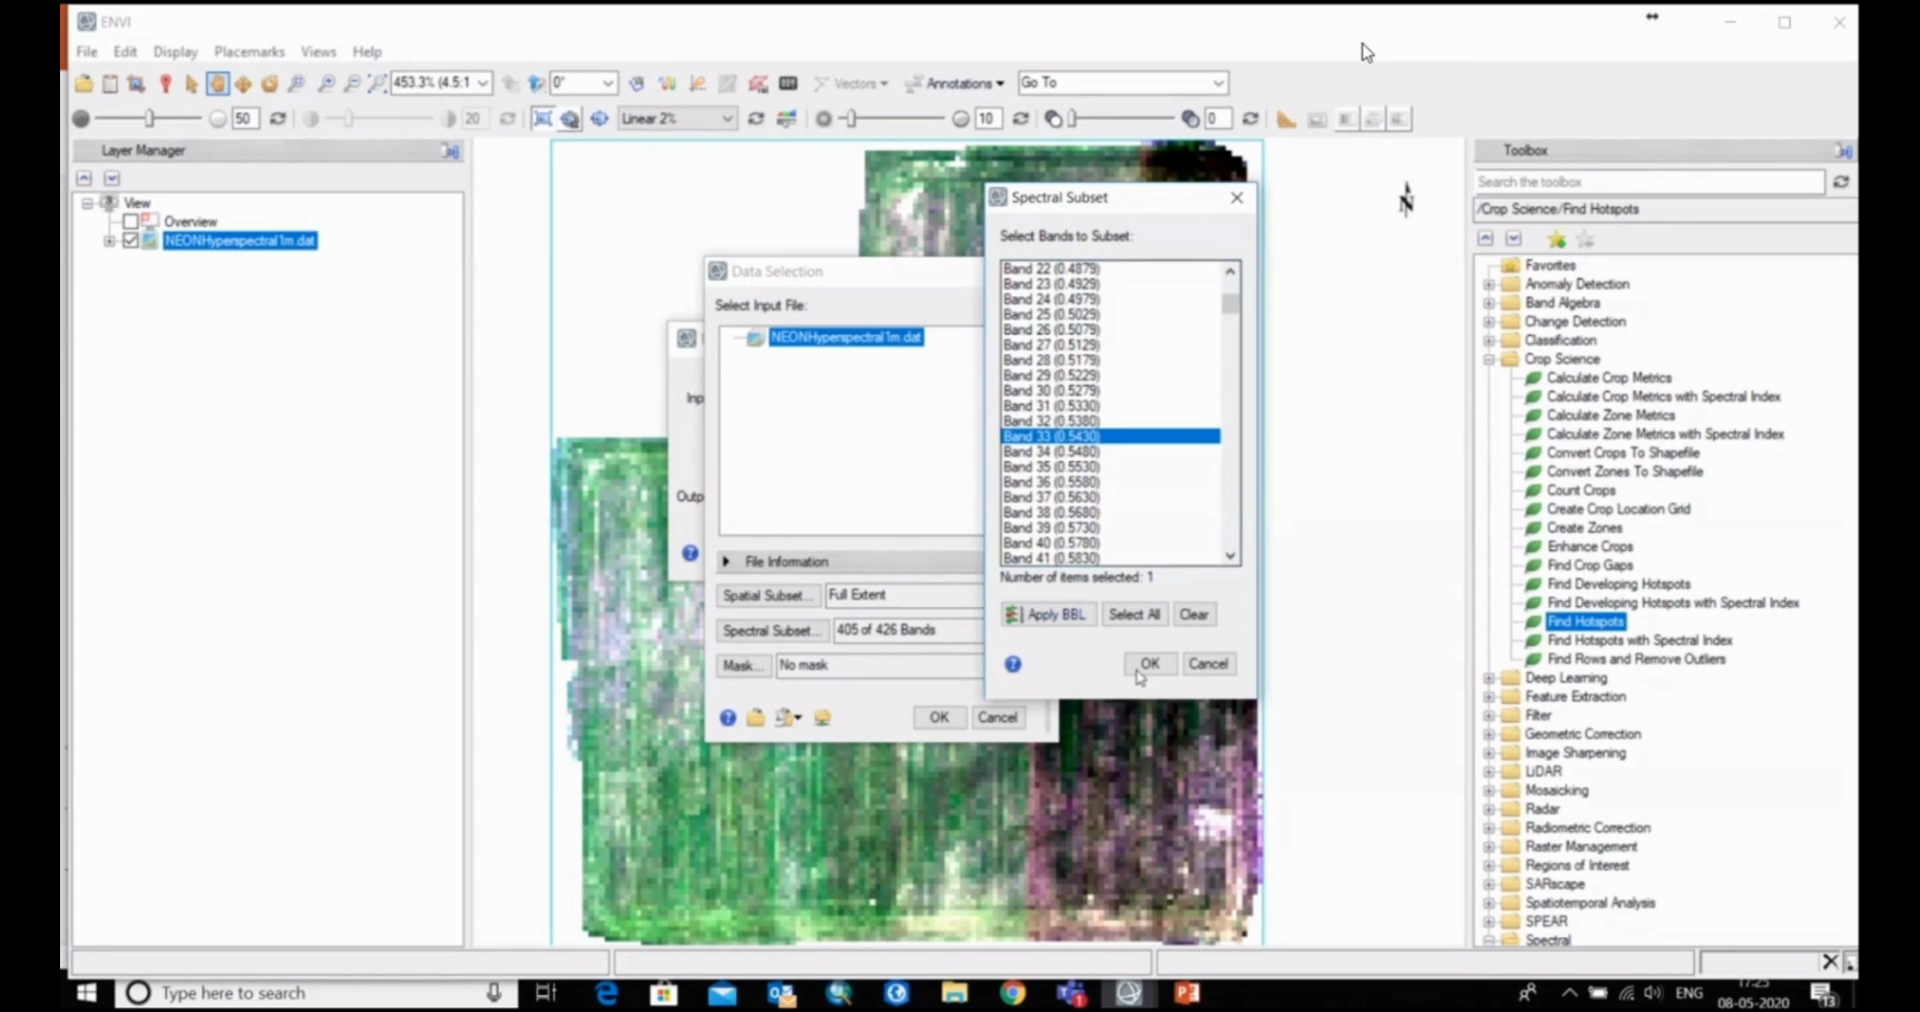 ENVI
File Edit Display Placemarks Views Help
453.3% (4.5:1 0° Vectors Annotations Go To
50 20 Linear 2% 10 0
Layer Manager
View
Overview
NEONHyperspectral1m.dat
Data Selection
Select Input File:
NEONHyperspectral1m.dat
Inp
Outp
File Information
Spatial Subset... Full Extent
Spectral Subset... 405 of 426 Bands
Mask... No mask
OK Cancel
Spectral Subset
Select Bands to Subset:
Band 22 (0.4879)
Band 23 (0.4929)
Band 24 (0.4979)
Band 25 (0.5029)
Band 26 (0.5079)
Band 27 (0.5129)
Band 28 (0.5179)
Band 29 (0.5229)
Band 30 (0.5279)
Band 31 (0.5330)
Band 32 (0.5380)
Band 33 (0.5430)
Band 34 (0.5480)
Band 35 (0.5530)
Band 36 (0.5580)
Band 37 (0.5630)
Band 38 (0.5680)
Band 39 (0.5730)
Band 40 (0.5780)
Band 41 (0.5830)
Number of items selected: 1
Apply BBL Select All Clear
OK Cancel
N
Toolbox
Search the toolbox
/Crop Science/Find Hotspots
Favorites
Anomaly Detection
Band Algebra
Change Detection
Classification
Crop Science
Calculate Crop Metrics
Calculate Crop Metrics with Spectral Index
Calculate Zone Metrics
Calculate Zone Metrics with Spectral Index
Convert Crops To Shapefile
Convert Zones To Shapefile
Count Crops
Create Crop Location Grid
Create Zones
Enhance Crops
Find Crop Gaps
Find Developing Hotspots
Find Developing Hotspots with Spectral Index
Find Hotspots
Find Hotspots with Spectral Index
Find Rows and Remove Outliers
Deep Learning
Feature Extraction
Filter
Geometric Correction
Image Sharpening
LiDAR
Mosaicking
Radar
Radiometric Correction
Raster Management
Regions of Interest
SARscape
Spatiotemporal Analysis
SPEAR
Spectral
Type here to search
ENG
17:25
08-05-2020
13